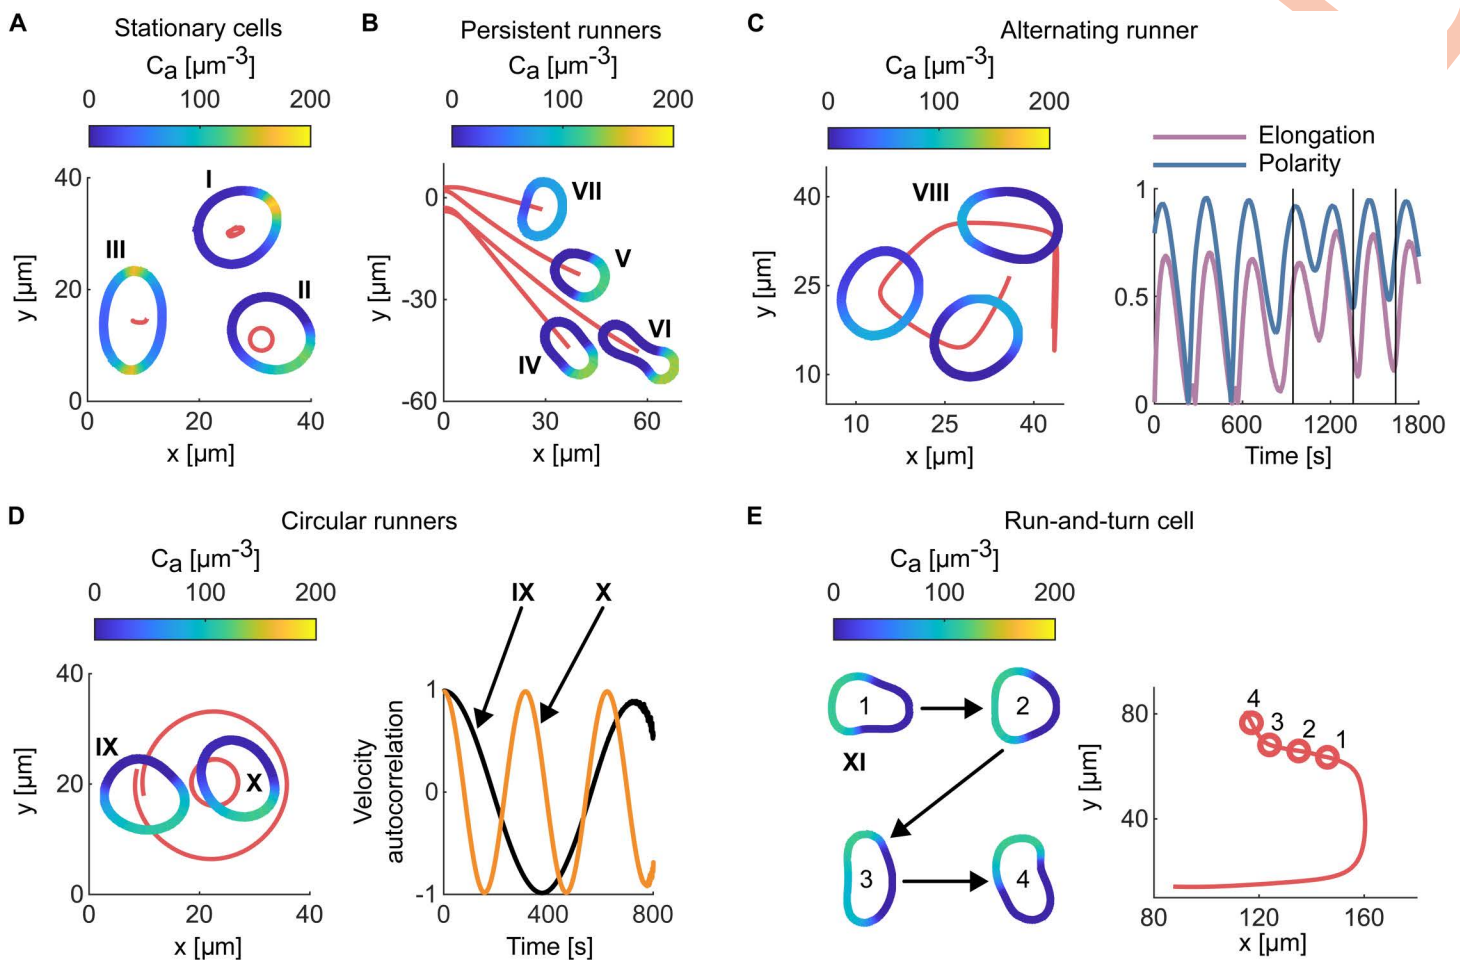 A Stationary cells
Ca [µm-3]
0 100 200
I
III
II
40
20
0
y [µm]
0 20 40
x [µm]
B Persistent runners
Ca [µm-3]
0 100 200
VII
V
VI
IV
0
-30
-60
y [µm]
0 30 60
x [µm]
C Alternating runner
Ca [µm-3]
0 100 200
VIII
40
25
10
y [µm]
10 25 40
x [µm]
Elongation
Polarity
1
0.5
0
0 600 1200 1800
Time [s]
D Circular runners
Ca [µm-3]
0 100 200
IX
X
40
20
0
y [µm]
0 20 40
x [µm]
IX X
1
0
-1
Velocity
autocorrelation
0 400 800
Time [s]
E Run-and-turn cell
Ca [µm-3]
0 100 200
1 2
XI
3 4
4
3
2
1
80
40
y [µm]
80 120 160
x [µm]